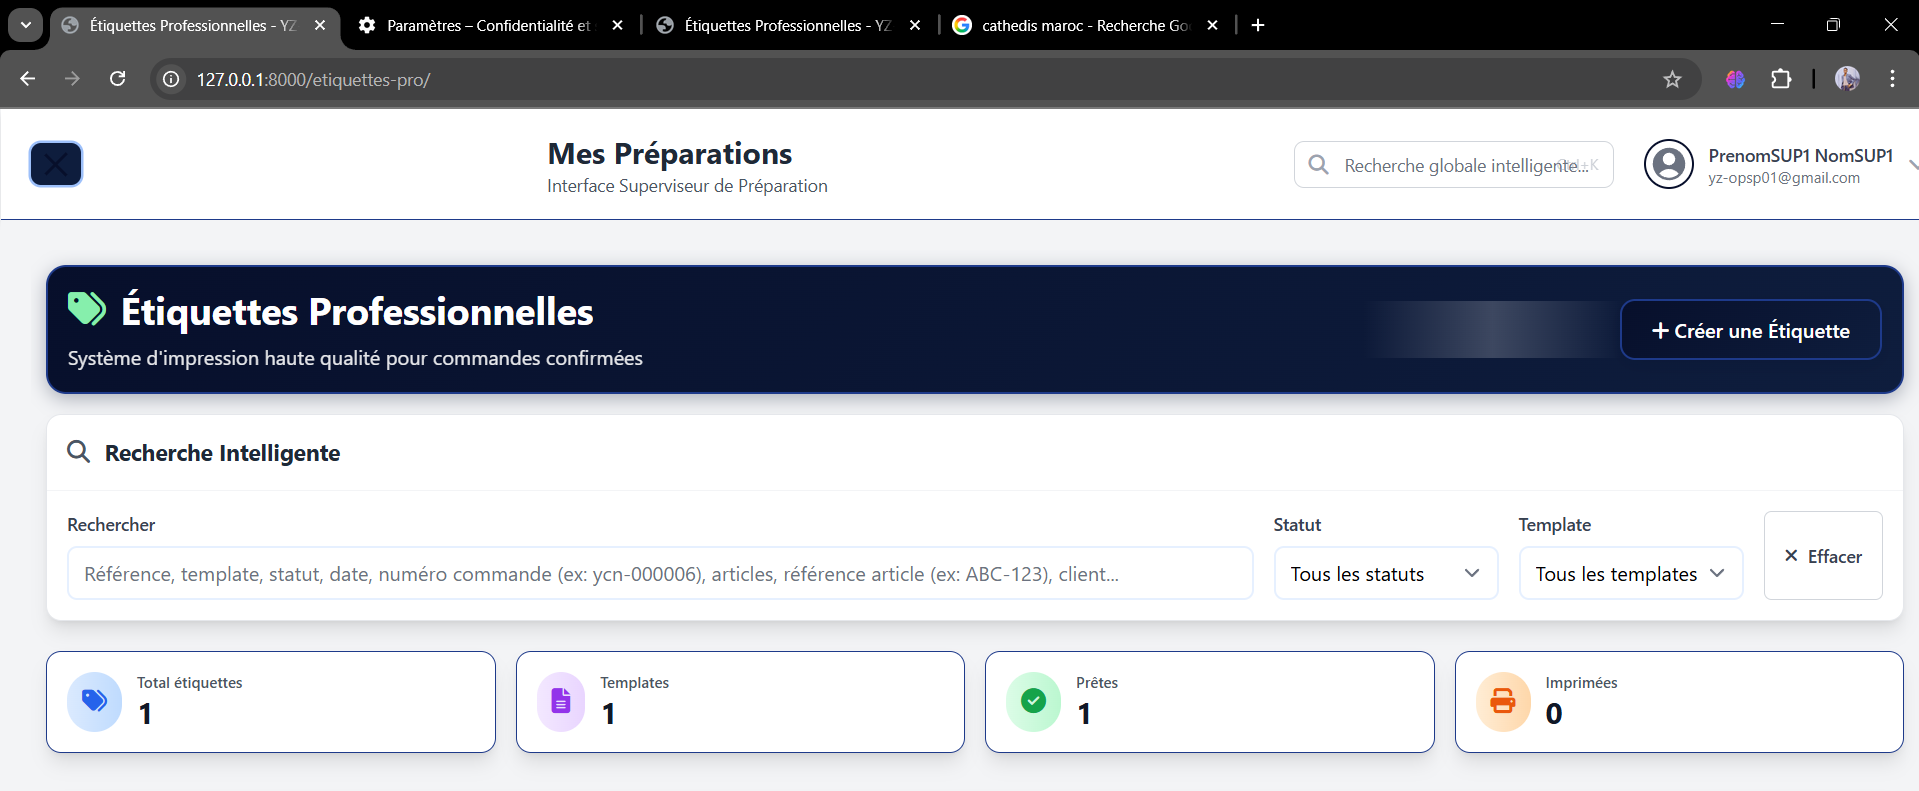 Étiquettes Professionnelles - YZ
Paramètres – Confidentialité et
Étiquettes Professionnelles - YZ
cathedis maroc - Recherche Go
127.0.0.1:8000/etiquettes-pro/
Mes Préparations
Interface Superviseur de Préparation
Recherche globale intelligente...
Ctrl+K
PrenomSUP1 NomSUP1
yz-opsp01@gmail.com
Étiquettes Professionnelles
Système d'impression haute qualité pour commandes confirmées
+ Créer une Étiquette
Recherche Intelligente
Rechercher
Statut
Template
Référence, template, statut, date, numéro commande (ex: ycn-000006), articles, référence article (ex: ABC-123), client...
Tous les statuts
Tous les templates
Effacer
Total étiquettes
1
Templates
1
Prêtes
1
Imprimées
0